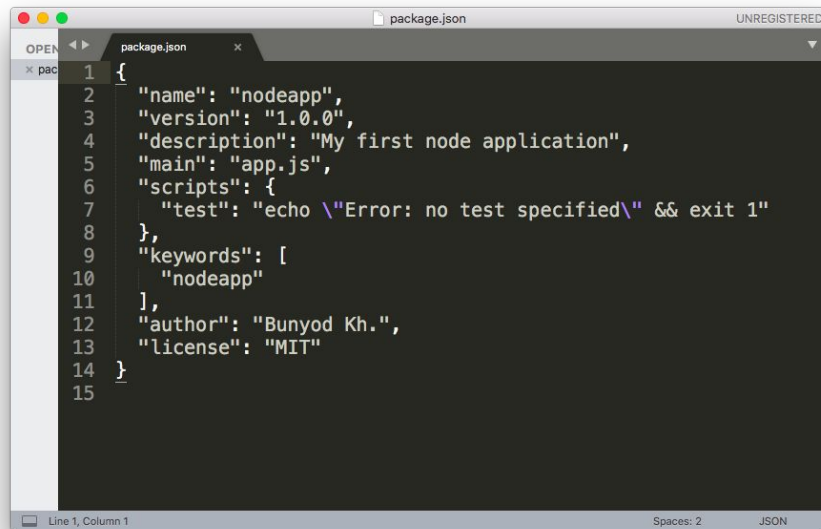 package.json
UNREGISTERED
OPEN
package.json
× pac
1 {
2 "name": "nodeapp",
3 "version": "1.0.0",
4 "description": "My first node application",
5 "main": "app.js",
6 "scripts": {
7 "test": "echo \"Error: no test specified\" && exit 1"
8 },
9 "keywords": [
10 "nodeapp"
11 ],
12 "author": "Bunyod Kh.",
13 "license": "MIT"
14 }
15
Line 1, Column 1
Spaces: 2
JSON